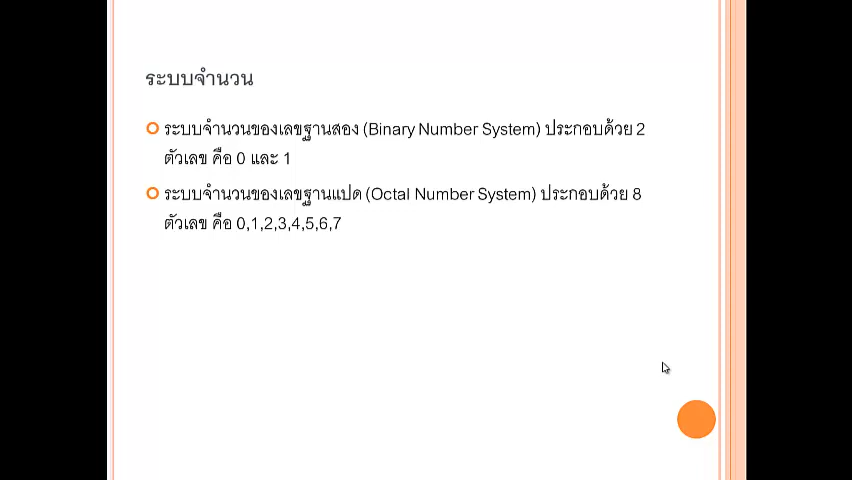 ระบบจำนวน
ระบบจำนวนของเลขฐานสอง (Binary Number System) ประกอบด้วย 2
ตัวเลข คือ 0 และ 1
ระบบจำนวนของเลขฐานแปด (Octal Number System) ประกอบด้วย 8
ตัวเลข คือ 0,1,2,3,4,5,6,7